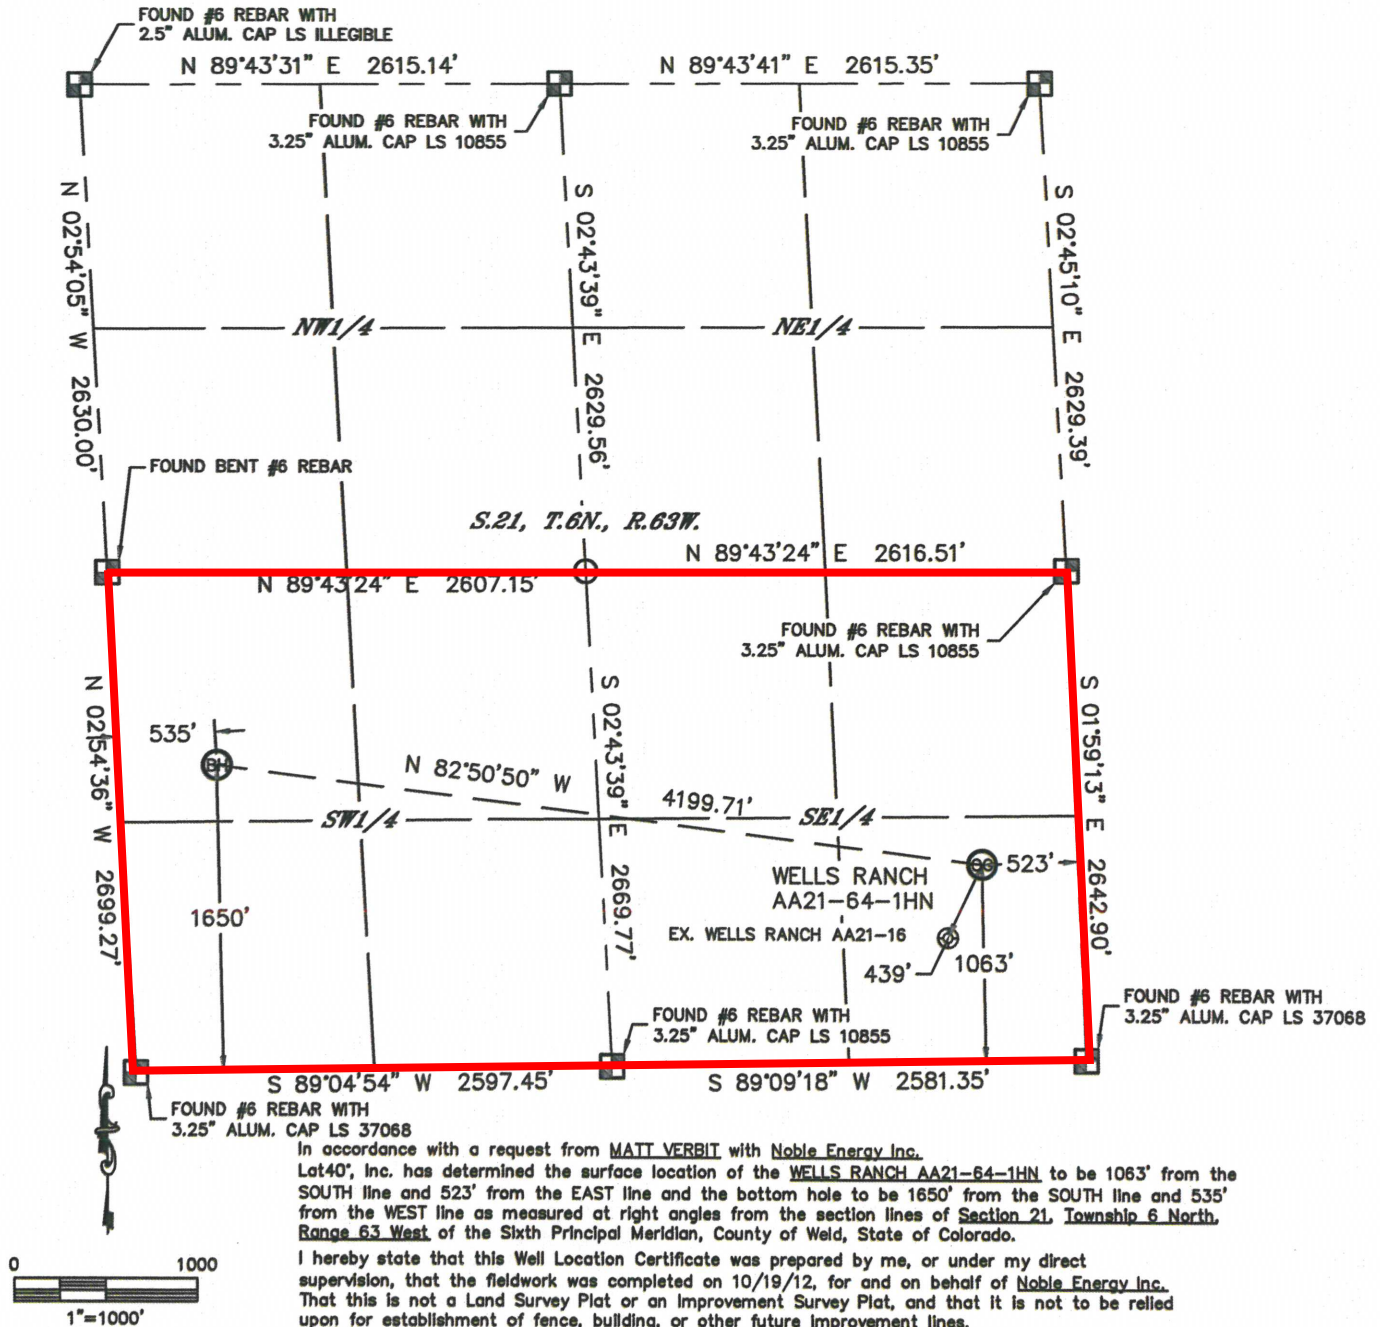 FOUND #6 REBAR WITH
2.5" ALUM. CAP LS ILLEGIBLE
N 89°43'31" E 2615.14'
N 89°43'41" E 2615.35'
FOUND #6 REBAR WITH
3.25" ALUM. CAP LS 10855
FOUND #6 REBAR WITH
3.25" ALUM. CAP LS 10855
N 02°54'05" W 2630.00'
S 02°43'39" E 2629.56'
S 02°45'10" E 2629.39'
NW1/4
NE1/4
FOUND BENT #6 REBAR
S.21, T.6N., R.63W.
N 89°43'24" E 2616.51'
N 89°43'24" E 2607.15'
FOUND #6 REBAR WITH
3.25" ALUM. CAP LS 10855
N 02°54'36" W 2699.27'
S 02°43'39" E 2669.77'
S 01°59'13" E 2642.90'
535'
BH
N 82°50'50" W
4199.71'
SW1/4
SE1/4
OG
523'
WELLS RANCH
AA21-64-1HN
1650'
EX. WELLS RANCH AA21-16
439'
1063'
FOUND #6 REBAR WITH
3.25" ALUM. CAP LS 37068
FOUND #6 REBAR WITH
3.25" ALUM. CAP LS 10855
S 89°04'54" W 2597.45'
S 89°09'18" W 2581.35'
FOUND #6 REBAR WITH
3.25" ALUM. CAP LS 37068
In accordance with a request from MATT VERBIT with Noble Energy Inc.
Lat40°, Inc. has determined the surface location of the WELLS RANCH AA21-64-1HN to be 1063' from the
SOUTH line and 523' from the EAST line and the bottom hole to be 1650' from the SOUTH line and 535'
from the WEST line as measured at right angles from the section lines of Section 21, Township 6 North,
Range 63 West of the Sixth Principal Meridian, County of Weld, State of Colorado.
I hereby state that this Well Location Certificate was prepared by me, or under my direct
supervision, that the fieldwork was completed on 10/19/12, for and on behalf of Noble Energy Inc.
That this is not a Land Survey Plat or an Improvement Survey Plat, and that it is not to be relied
upon for establishment of fence, building, or other future improvement lines.
0 1000
1"=1000'